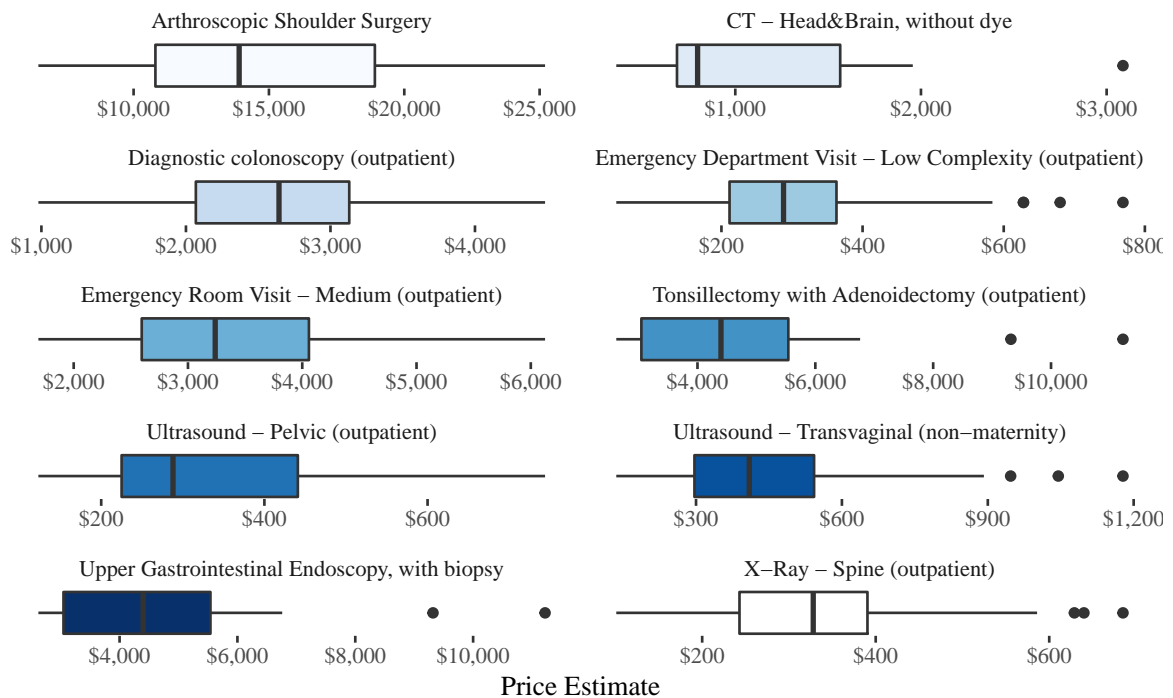 Arthroscopic Shoulder Surgery
$10,000 $15,000 $20,000 $25,000
CT – Head&Brain, without dye
$1,000 $2,000 $3,000
Diagnostic colonoscopy (outpatient)
$1,000 $2,000 $3,000 $4,000
Emergency Department Visit – Low Complexity (outpatient)
$200 $400 $600 $800
Emergency Room Visit – Medium (outpatient)
$2,000 $3,000 $4,000 $5,000 $6,000
Tonsillectomy with Adenoidectomy (outpatient)
$4,000 $6,000 $8,000 $10,000
Ultrasound – Pelvic (outpatient)
$200 $400 $600
Ultrasound – Transvaginal (non−maternity)
$300 $600 $900 $1,200
Upper Gastrointestinal Endoscopy, with biopsy
$4,000 $6,000 $8,000 $10,000
X−Ray – Spine (outpatient)
$200 $400 $600
Price Estimate